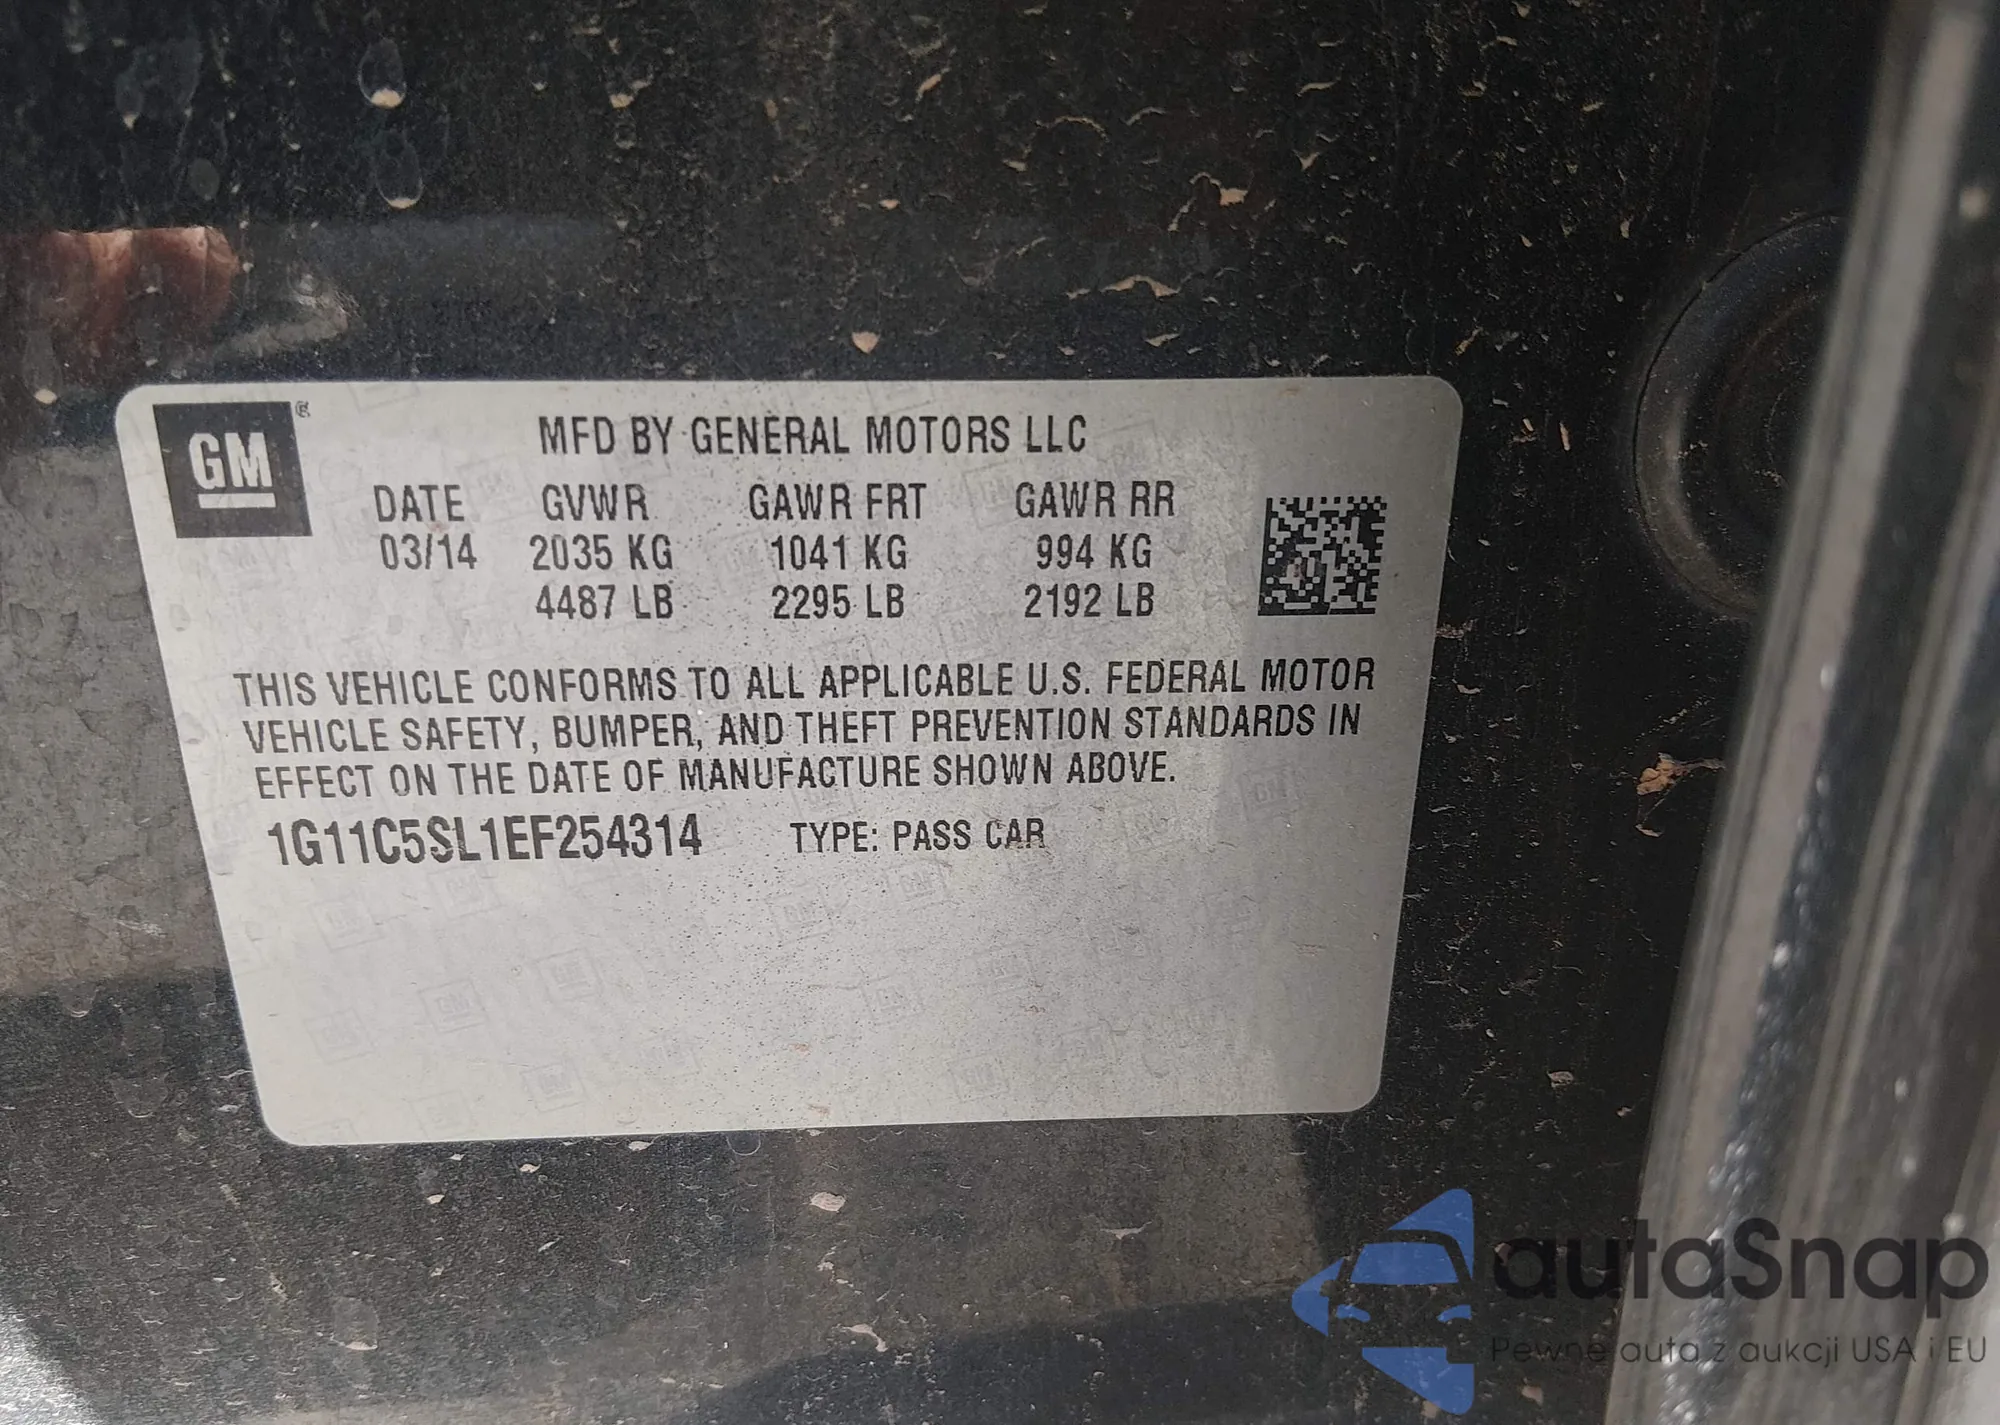 GM
MFD BY GENERAL MOTORS LLC
DATE GVWR GAWR FRT GAWR RR
03/14 2035 KG 1041 KG 994 KG
4487 LB 2295 LB 2192 LB
THIS VEHICLE CONFORMS TO ALL APPLICABLE U.S. FEDERAL MOTOR
VEHICLE SAFETY, BUMPER, AND THEFT PREVENTION STANDARDS IN
EFFECT ON THE DATE OF MANUFACTURE SHOWN ABOVE.
1G11C5SL1EF254314 TYPE: PASS CAR
autaSnap
Pewne auta z aukcji USA i EU